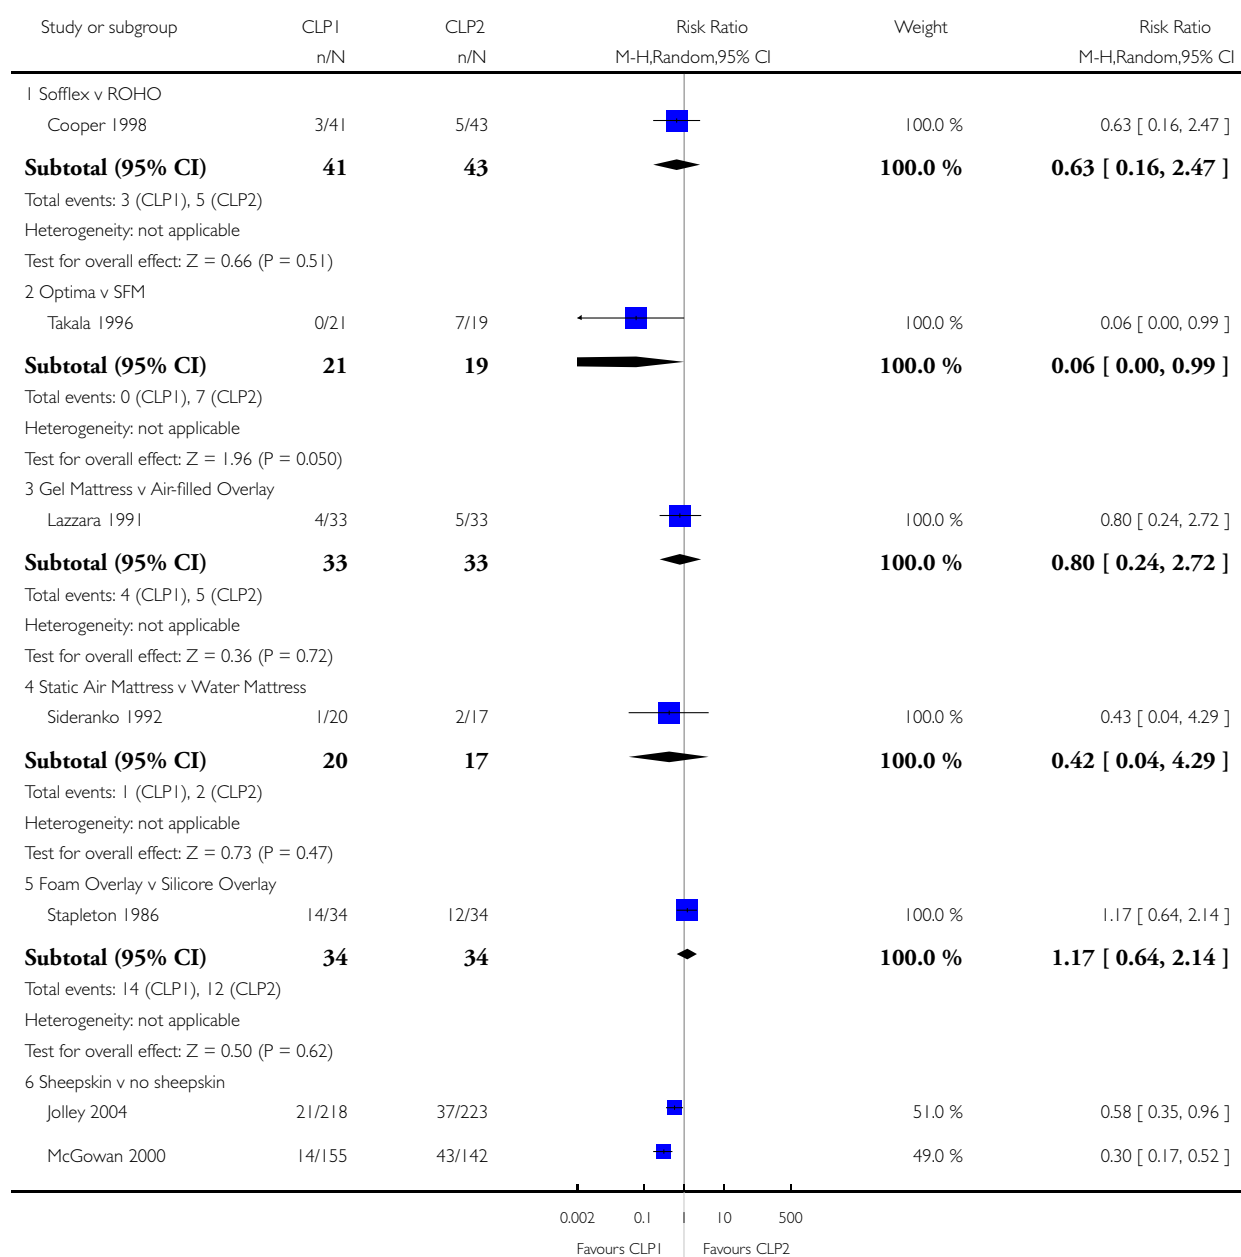 Study or subgroup CLP1 CLP2 Risk Ratio Weight Risk Ratio
n/N n/N M-H,Random,95% CI M-H,Random,95% CI
1 Sofflex v ROHO
Cooper 1998 3/41 5/43 100.0 % 0.63 [ 0.16, 2.47 ]
Subtotal (95% CI) 41 43 100.0 % 0.63 [ 0.16, 2.47 ]
Total events: 3 (CLP1), 5 (CLP2)
Heterogeneity: not applicable
Test for overall effect: Z = 0.66 (P = 0.51)
2 Optima v SFM
Takala 1996 0/21 7/19 100.0 % 0.06 [ 0.00, 0.99 ]
Subtotal (95% CI) 21 19 100.0 % 0.06 [ 0.00, 0.99 ]
Total events: 0 (CLP1), 7 (CLP2)
Heterogeneity: not applicable
Test for overall effect: Z = 1.96 (P = 0.050)
3 Gel Mattress v Air-filled Overlay
Lazzara 1991 4/33 5/33 100.0 % 0.80 [ 0.24, 2.72 ]
Subtotal (95% CI) 33 33 100.0 % 0.80 [ 0.24, 2.72 ]
Total events: 4 (CLP1), 5 (CLP2)
Heterogeneity: not applicable
Test for overall effect: Z = 0.36 (P = 0.72)
4 Static Air Mattress v Water Mattress
Sideranko 1992 1/20 2/17 100.0 % 0.43 [ 0.04, 4.29 ]
Subtotal (95% CI) 20 17 100.0 % 0.42 [ 0.04, 4.29 ]
Total events: 1 (CLP1), 2 (CLP2)
Heterogeneity: not applicable
Test for overall effect: Z = 0.73 (P = 0.47)
5 Foam Overlay v Silicore Overlay
Stapleton 1986 14/34 12/34 100.0 % 1.17 [ 0.64, 2.14 ]
Subtotal (95% CI) 34 34 100.0 % 1.17 [ 0.64, 2.14 ]
Total events: 14 (CLP1), 12 (CLP2)
Heterogeneity: not applicable
Test for overall effect: Z = 0.50 (P = 0.62)
6 Sheepskin v no sheepskin
Jolley 2004 21/218 37/223 51.0 % 0.58 [ 0.35, 0.96 ]
McGowan 2000 14/155 43/142 49.0 % 0.30 [ 0.17, 0.52 ]
0.002 0.1 1 10 500
Favours CLP1 Favours CLP2